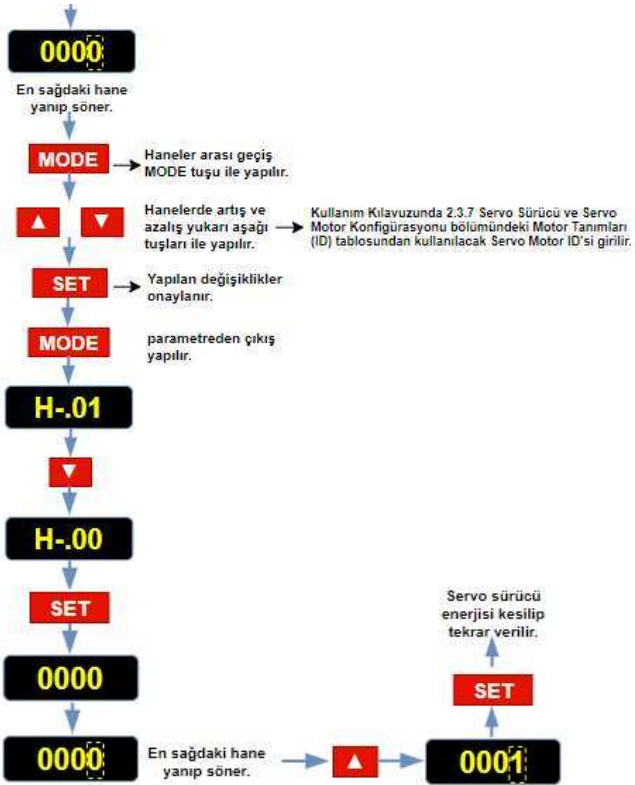 0000
En sağdaki hane
yanıp söner.
MODE
Haneler arası geçiş
MODE tuşu ile yapılır.
Hanelerde artış ve
azalış yukarı aşağı
tuşları ile yapılır.
Kullanım Kılavuzunda 2.3.7 Servo Sürücü ve Servo
Motor Konfigürasyonu bölümündeki Motor Tanımları
(ID) tablosundan kullanılacak Servo Motor ID'si girilir.
SET
Yapılan değişiklikler
onaylanır.
MODE
parametreden çıkış
yapılır.
H-.01
H-.00
SET
0000
0000
En sağdaki hane
yanıp söner.
0001
SET
Servo sürücü
enerjisi kesilip
tekrar verilir.